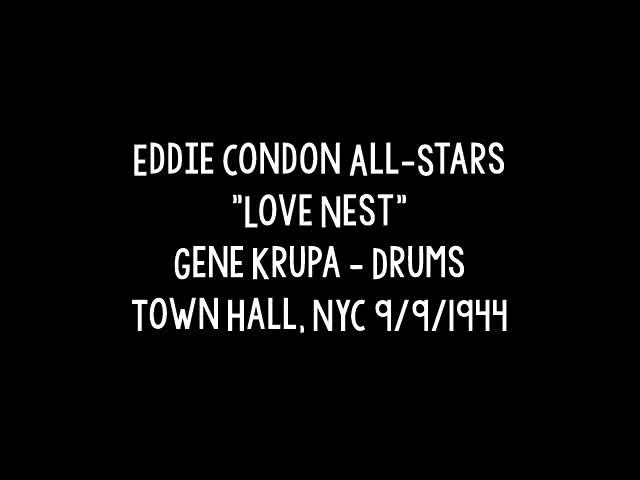 EDDIE CONDON ALL-STARS
"LOVE NEST"
GENE KRUPA - DRUMS
TOWN HALL, NYC 9/9/1944